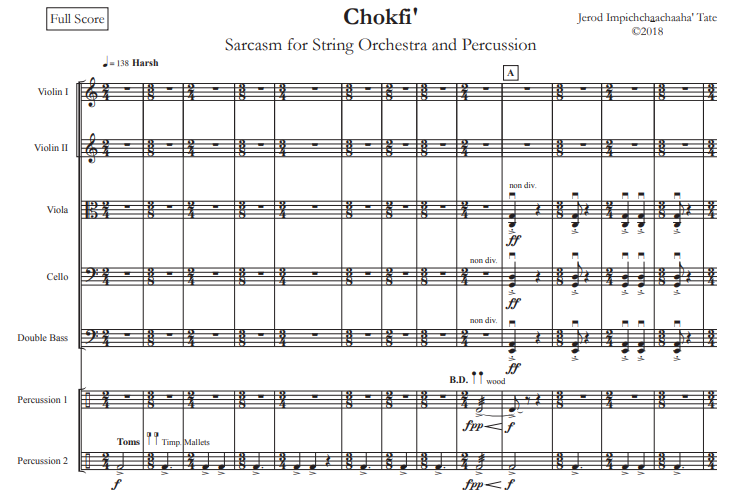 Full Score
Chokfi'
Jerod Impichcha̱achaaha' Tate
Sarcasm for String Orchestra and Percussion
©2018
♩ = 138 Harsh
A
Violin I
Violin II
non div.
Viola
ff
non div.
Cello
ff
non div.
Double Bass
ff
B.D. wood
Percussion 1
fpp f
Toms Timp. Mallets
Percussion 2
f fpp f